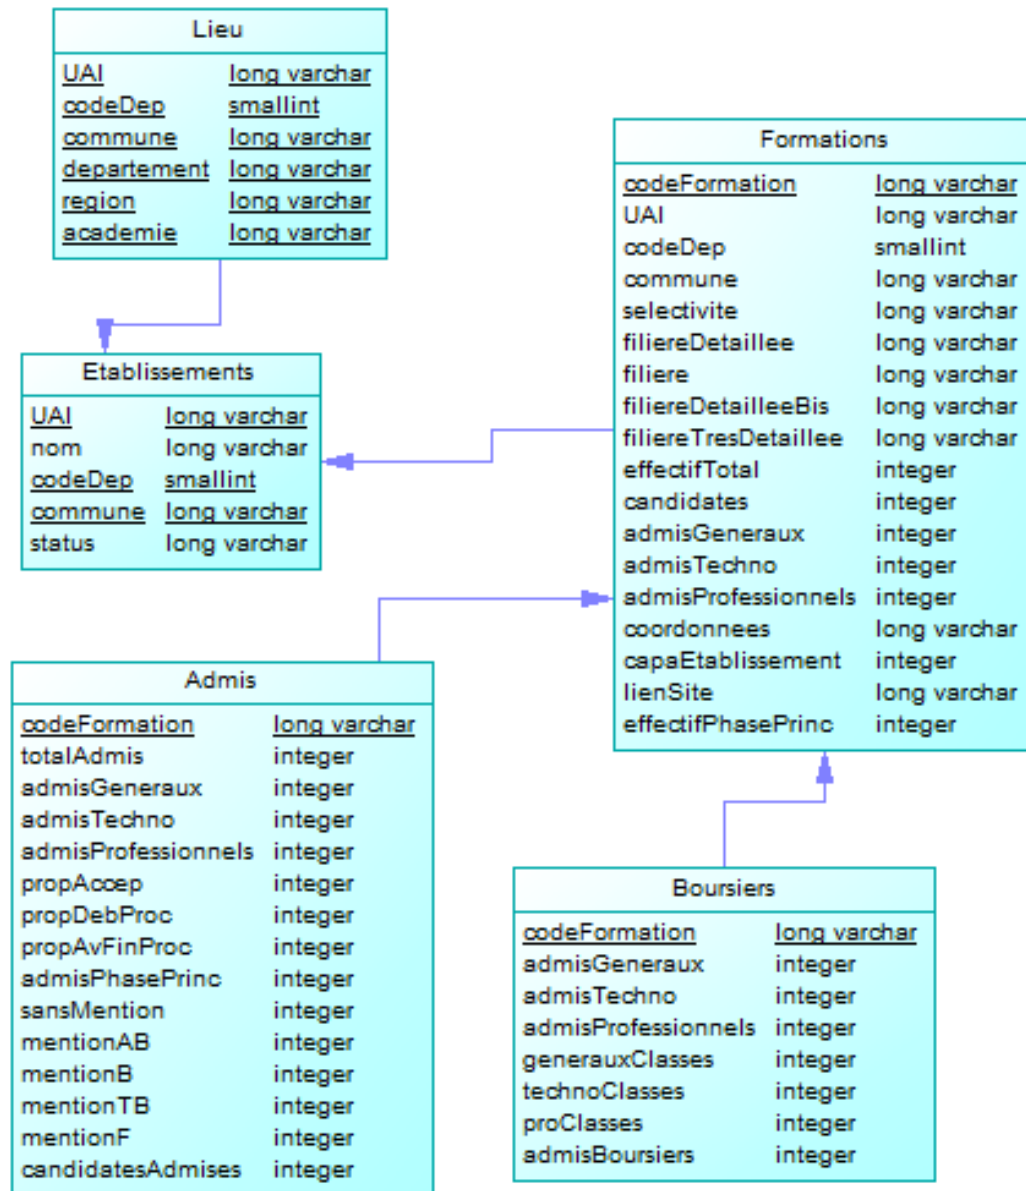 Lieu
UAI long varchar
codeDep smallint
commune long varchar
departement long varchar
region long varchar
academie long varchar
Etablissements
UAI long varchar
nom long varchar
codeDep smallint
commune long varchar
status long varchar
Formations
codeFormation long varchar
UAI long varchar
codeDep smallint
commune long varchar
selectivite long varchar
filiereDetaillee long varchar
filiere long varchar
filiereDetailleeBis long varchar
filiereTresDetaillee long varchar
effectifTotal integer
candidates integer
admisGeneraux integer
admisTechno integer
admisProfessionnels integer
coordonnees long varchar
capaEtablissement integer
lienSite long varchar
effectifPhasePrinc integer
Admis
codeFormation long varchar
totalAdmis integer
admisGeneraux integer
admisTechno integer
admisProfessionnels integer
propAccep integer
propDebProc integer
propAvFinProc integer
admisPhasePrinc integer
sansMention integer
mentionAB integer
mentionB integer
mentionTB integer
mentionF integer
candidatesAdmises integer
Boursiers
codeFormation long varchar
admisGeneraux integer
admisTechno integer
admisProfessionnels integer
generauxClasses integer
technoClasses integer
proClasses integer
admisBoursiers integer